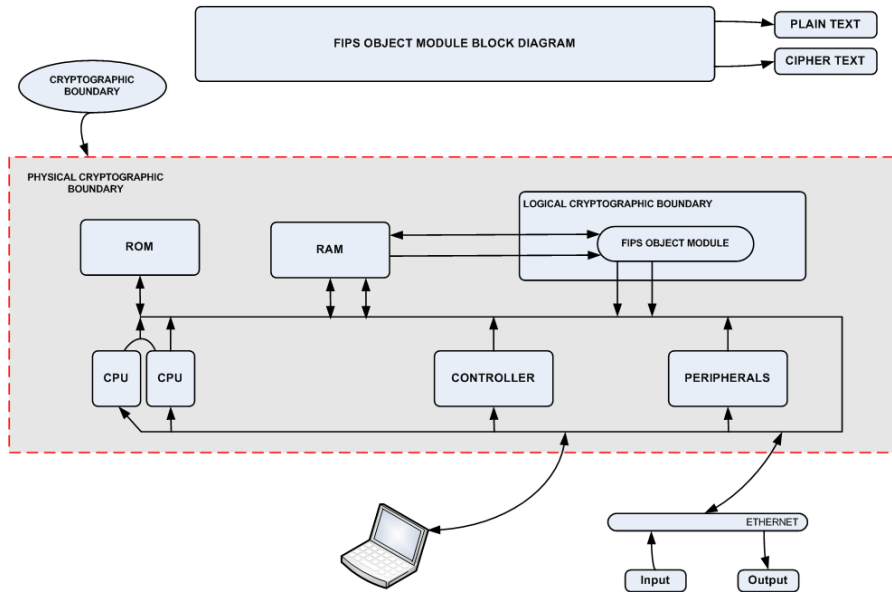 FIPS OBJECT MODULE BLOCK DIAGRAM
PLAIN TEXT
CIPHER TEXT
CRYPTOGRAPHIC
BOUNDARY
PHYSICAL CRYPTOGRAPHIC
BOUNDARY
LOGICAL CRYPTOGRAPHIC BOUNDARY
ROM
RAM
FIPS OBJECT MODULE
CPU
CPU
CONTROLLER
PERIPHERALS
ETHERNET
Input
Output